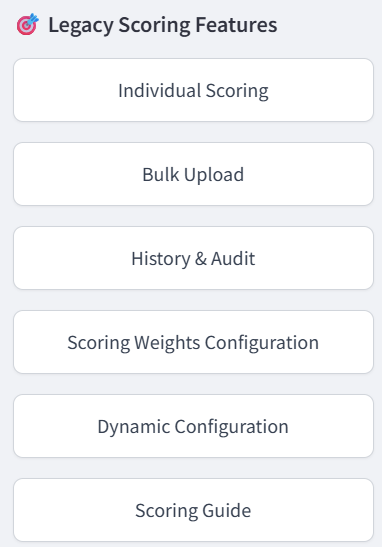 🎯 Legacy Scoring Features
Individual Scoring
Bulk Upload
History & Audit
Scoring Weights Configuration
Dynamic Configuration
Scoring Guide